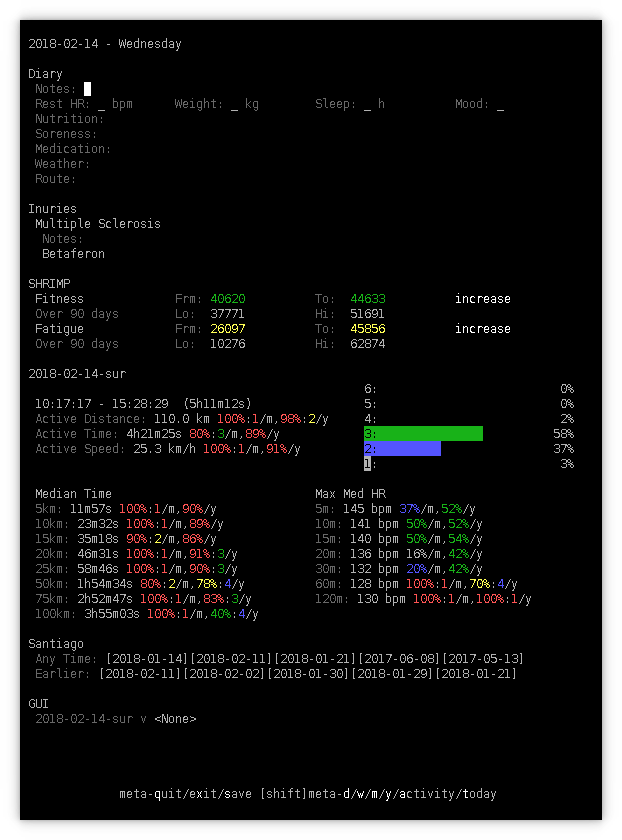 2018-02-14 - Wednesday
Diary
Notes:
Rest HR: _ bpm Weight: _ kg Sleep: _ h Mood: _
Nutrition:
Soreness:
Medication:
Weather:
Route:
Inuries
Multiple Sclerosis
Notes:
Betaferon
SHRIMP
Fitness Frm: 40620 To: 44633 increase
Over 90 days Lo: 37771 Hi: 51691
Fatigue Frm: 26097 To: 45856 increase
Over 90 days Lo: 10276 Hi: 62874
2018-02-14-sur
6: 0%
10:17:17 - 15:28:29 (5h11m12s) 5: 0%
Active Distance: 110.0 km 100%:1/m,98%:2/y 4: 2%
Active Time: 4h21m25s 80%:3/m,89%/y 3: 58%
Active Speed: 25.3 km/h 100%:1/m,91%/y 2: 37%
1: 3%
Median Time Max Med HR
5km: 11m57s 100%:1/m,90%/y 5m: 145 bpm 37%/m,52%/y
10km: 23m32s 100%:1/m,89%/y 10m: 141 bpm 50%/m,52%/y
15km: 35m18s 90%:2/m,86%/y 15m: 140 bpm 50%/m,54%/y
20km: 46m31s 100%:1/m,91%:3/y 20m: 136 bpm 16%/m,42%/y
25km: 58m46s 100%:1/m,90%:3/y 30m: 132 bpm 20%/m,42%/y
50km: 1h54m34s 80%:2/m,78%:4/y 60m: 128 bpm 100%:1/m,70%:4/y
75km: 2h52m47s 100%:1/m,83%:3/y 120m: 130 bpm 100%:1/m,100%:1/y
100km: 3h55m03s 100%:1/m,40%:4/y
Santiago
Any Time: [2018-01-14][2018-02-11][2018-01-21][2017-06-08][2017-05-13]
Earlier: [2018-02-11][2018-02-02][2018-01-30][2018-01-29][2018-01-21]
GUI
2018-02-14-sur v <None>
meta-quit/exit/save [shift]meta-d/w/m/y/activity/today